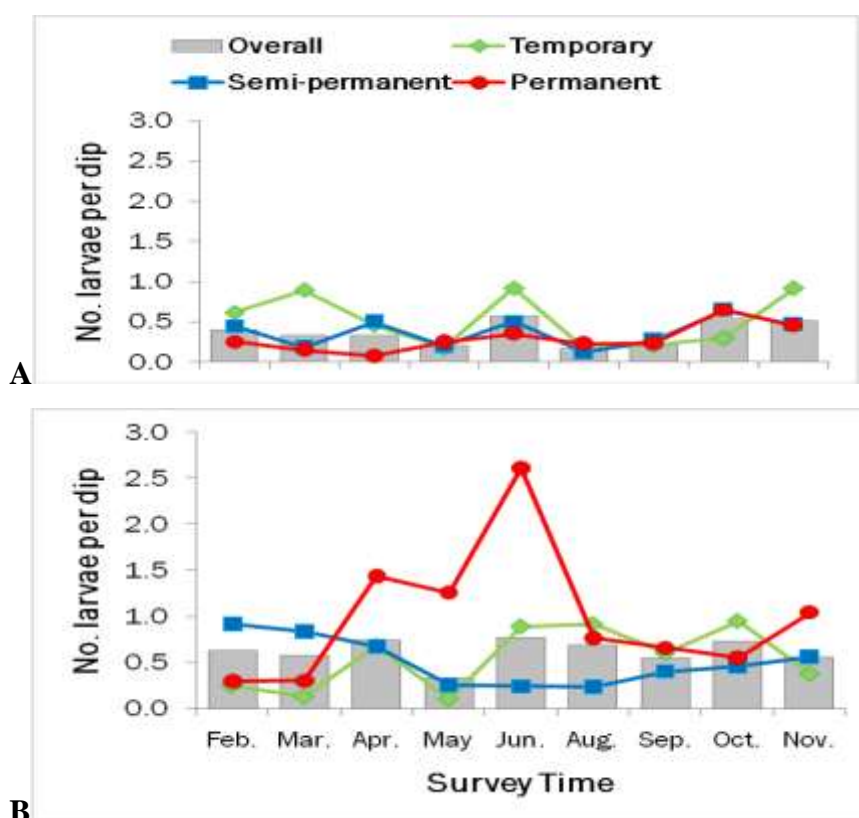 Overall Temporary
Semi-permanent Permanent
No. larvae per dip
3.0
2.5
2.0
1.5
1.0
0.5
0.0
A
No. larvae per dip
3.0
2.5
2.0
1.5
1.0
0.5
0.0
Feb. Mar. Apr. May Jun. Aug. Sep. Oct. Nov.
Survey Time
B